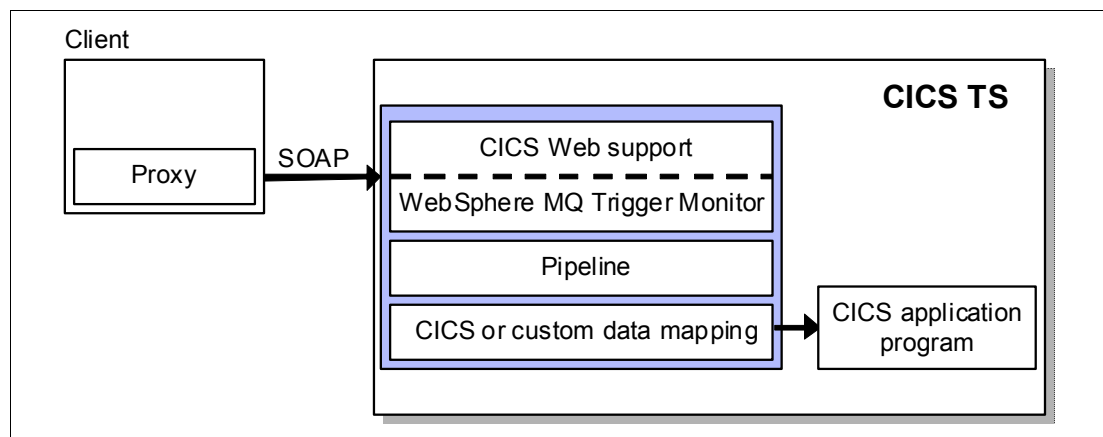 Client
CICS TS
CICS Web support
SOAP
Proxy
WebSphere MQ Trigger Monitor
Pipeline
CICS or custom data mapping
CICS application
program